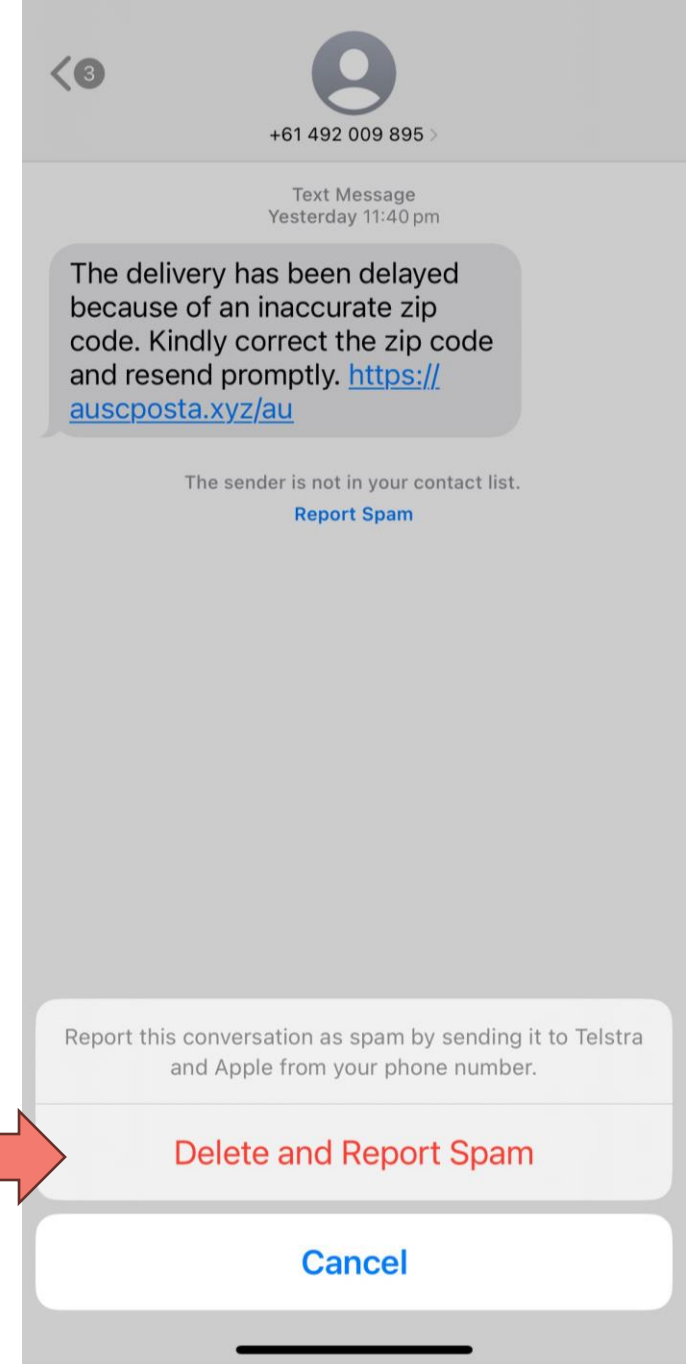 3
+61 492 009 895 >
Text Message
Yesterday 11:40 pm
The delivery has been delayed
because of an inaccurate zip
code. Kindly correct the zip code
and resend promptly. https://
auscposta.xyz/au
The sender is not in your contact list.
Report Spam
Report this conversation as spam by sending it to Telstra
and Apple from your phone number.
Delete and Report Spam
Cancel